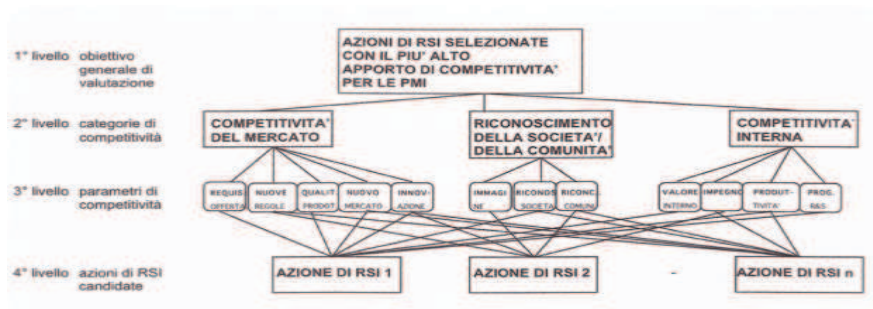 AZIONI DI RSI SELEZIONATE
CON IL PIU' ALTO
APPORTO DI COMPETITIVITA'
PER LE PMI
1° livello obiettivo
generale di
valutazione
2° livello categorie di
competitività
COMPETITIVITA'
DEL MERCATO
RICONOSCIMENTO
DELLA SOCIETA'/
DELLA COMUNITA'
COMPETITIVITA
INTERNA
3° livello parametri di
competitività
REQUIS.
OFFERTA
NUOVE
REGOLE
QUALIT
PRODOT
NUOVO
MERCATO
INNOV-
AZIONE
IMMAGI
NE
RICONOS
SOCIETA
RICONC.
COMUNI
VALORE
INTERNO
IMPEGNO
PRODUT-
TIVITA'
PROG.
R&S
4° livello azioni di RSI
candidate
AZIONE DI RSI 1
AZIONE DI RSI 2
-
AZIONE DI RSI n